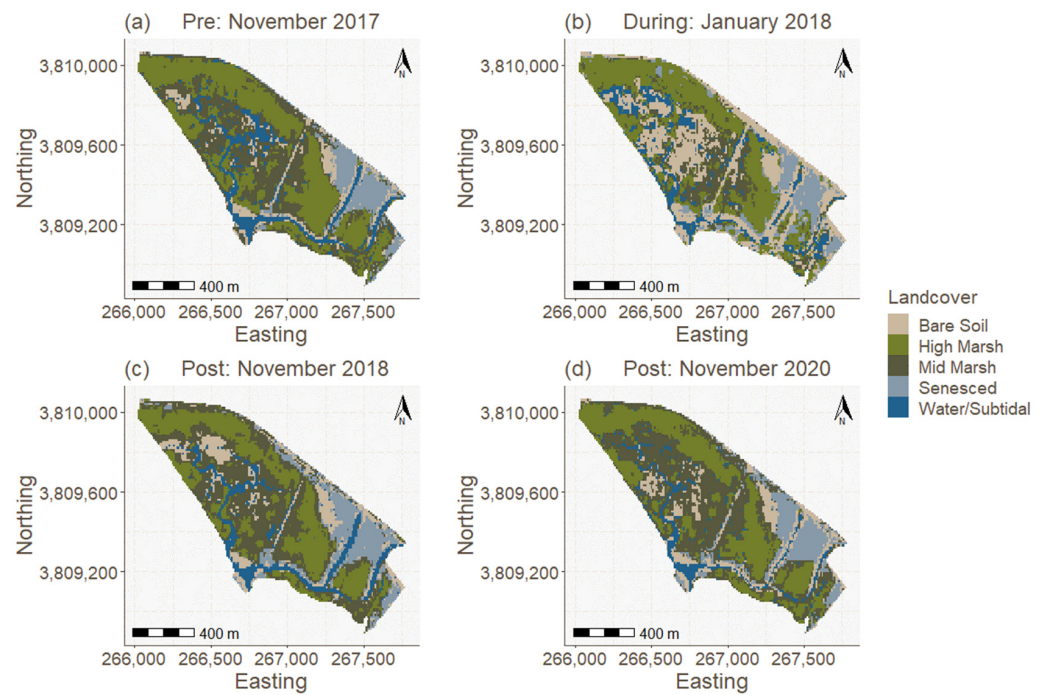 (a) Pre: November 2017
(b) During: January 2018
3,810,000
3,809,600
3,809,200
Northing
N
400 m
266,000 266,500 267,000 267,500
Easting
3,810,000
3,809,600
3,809,200
Northing
N
400 m
266,000 266,500 267,000 267,500
Easting
Landcover
Bare Soil
High Marsh
Mid Marsh
Senesced
Water/Subtidal
(c) Post: November 2018
(d) Post: November 2020
3,810,000
3,809,600
3,809,200
Northing
N
400 m
266,000 266,500 267,000 267,500
Easting
3,810,000
3,809,600
3,809,200
Northing
N
400 m
266,000 266,500 267,000 267,500
Easting